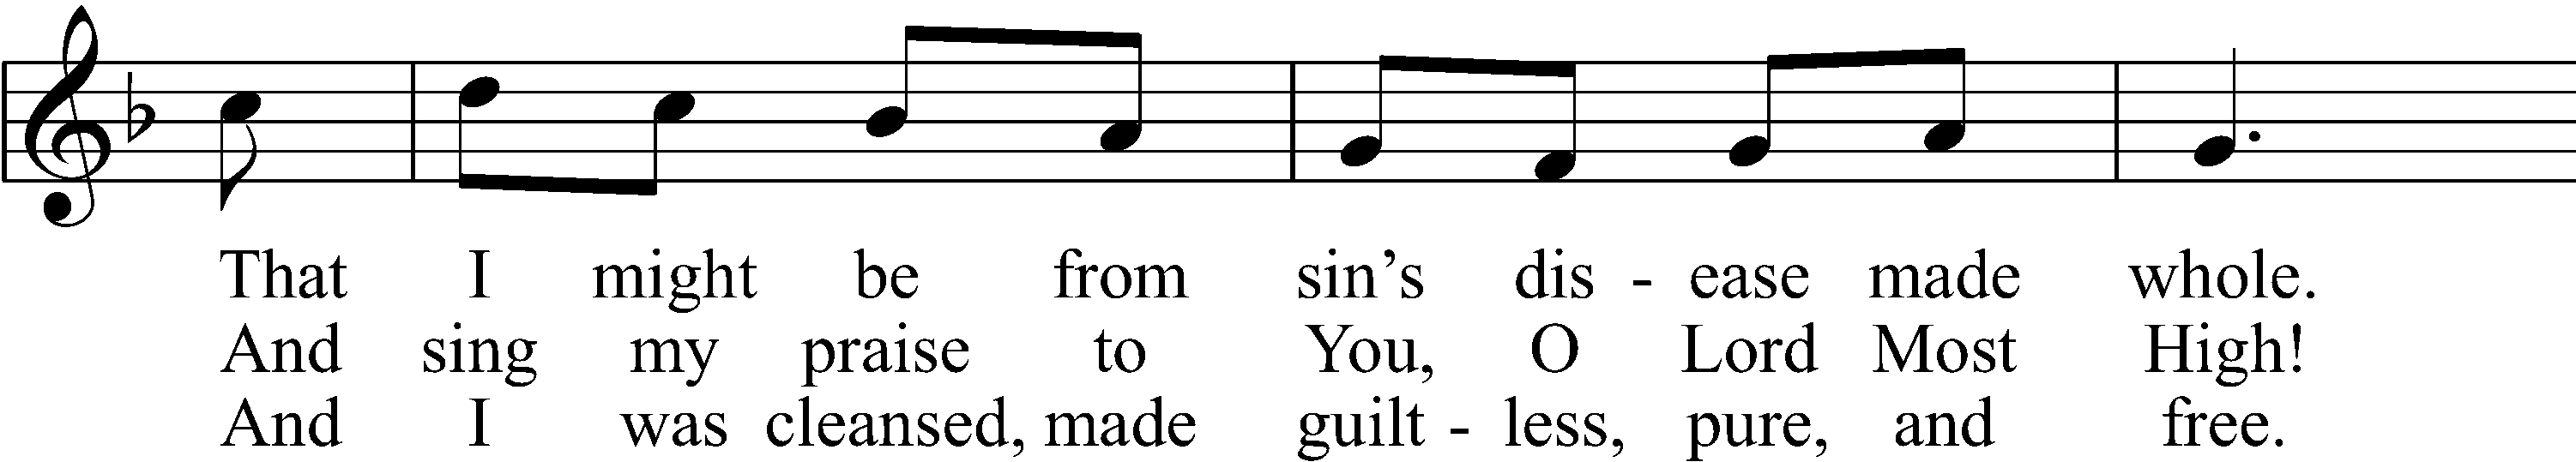 That I might be from sin's dis - ease made whole.
And sing my praise to You, O Lord Most High!
And I was cleansed, made guilt - less, pure, and free.